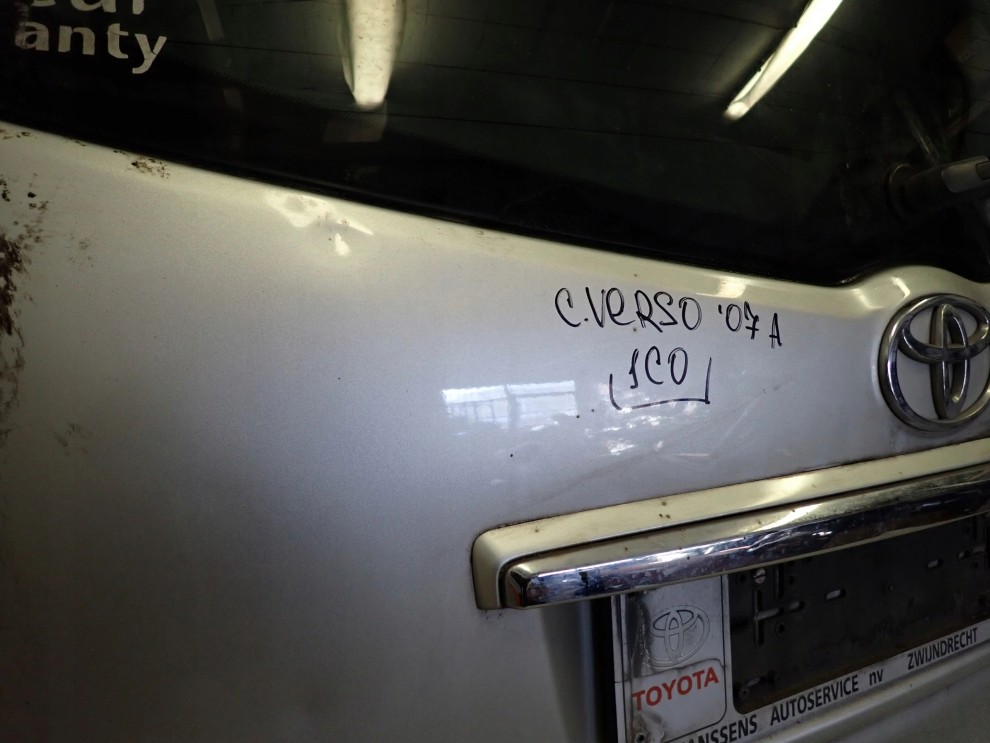 anty
C.VERSO '07 A
1CO
TOYOTA
AUTOSERVICE nv ZWIJNDRECHT